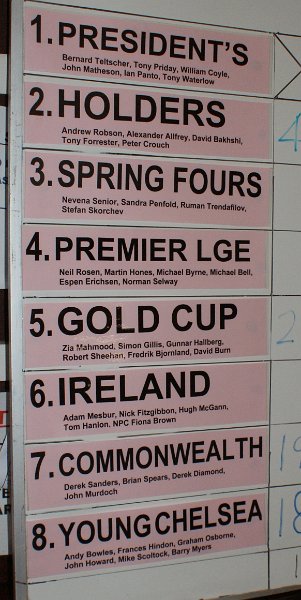 1. PRESIDENT'S
Bernard Teltscher, Tony Priday, William Coyle,
John Matheson, Ian Panto, Tony Waterlow
2. HOLDERS
Andrew Robson, Alexander Allfrey, David Bakhshi,
Tony Forrester, Peter Crouch
3. SPRING FOURS
Nevena Senior, Sandra Penfold, Ruman Trendafilov,
Stefan Skorchev
4. PREMIER LGE
Neil Rosen, Martin Hones, Michael Byrne, Michael Bell,
Espen Erichsen, Norman Selway
5. GOLD CUP
Zia Mahmood, Simon Gillis, Gunnar Hallberg,
Robert Sheehan, Fredrik Bjornland, David Burn
6. IRELAND
Adam Mesbur, Nick Fitzgibbon, Hugh McGann,
Tom Hanlon, NPC Fiona Brown
7. COMMONWEALTH
Derek Sanders, Brian Spears, Derek Diamond,
John Murdoch
8. YOUNG CHELSEA
Andy Bowles, Frances Hindon, Graham Osborne,
John Howard, Mike Scoltock, Barry Myers